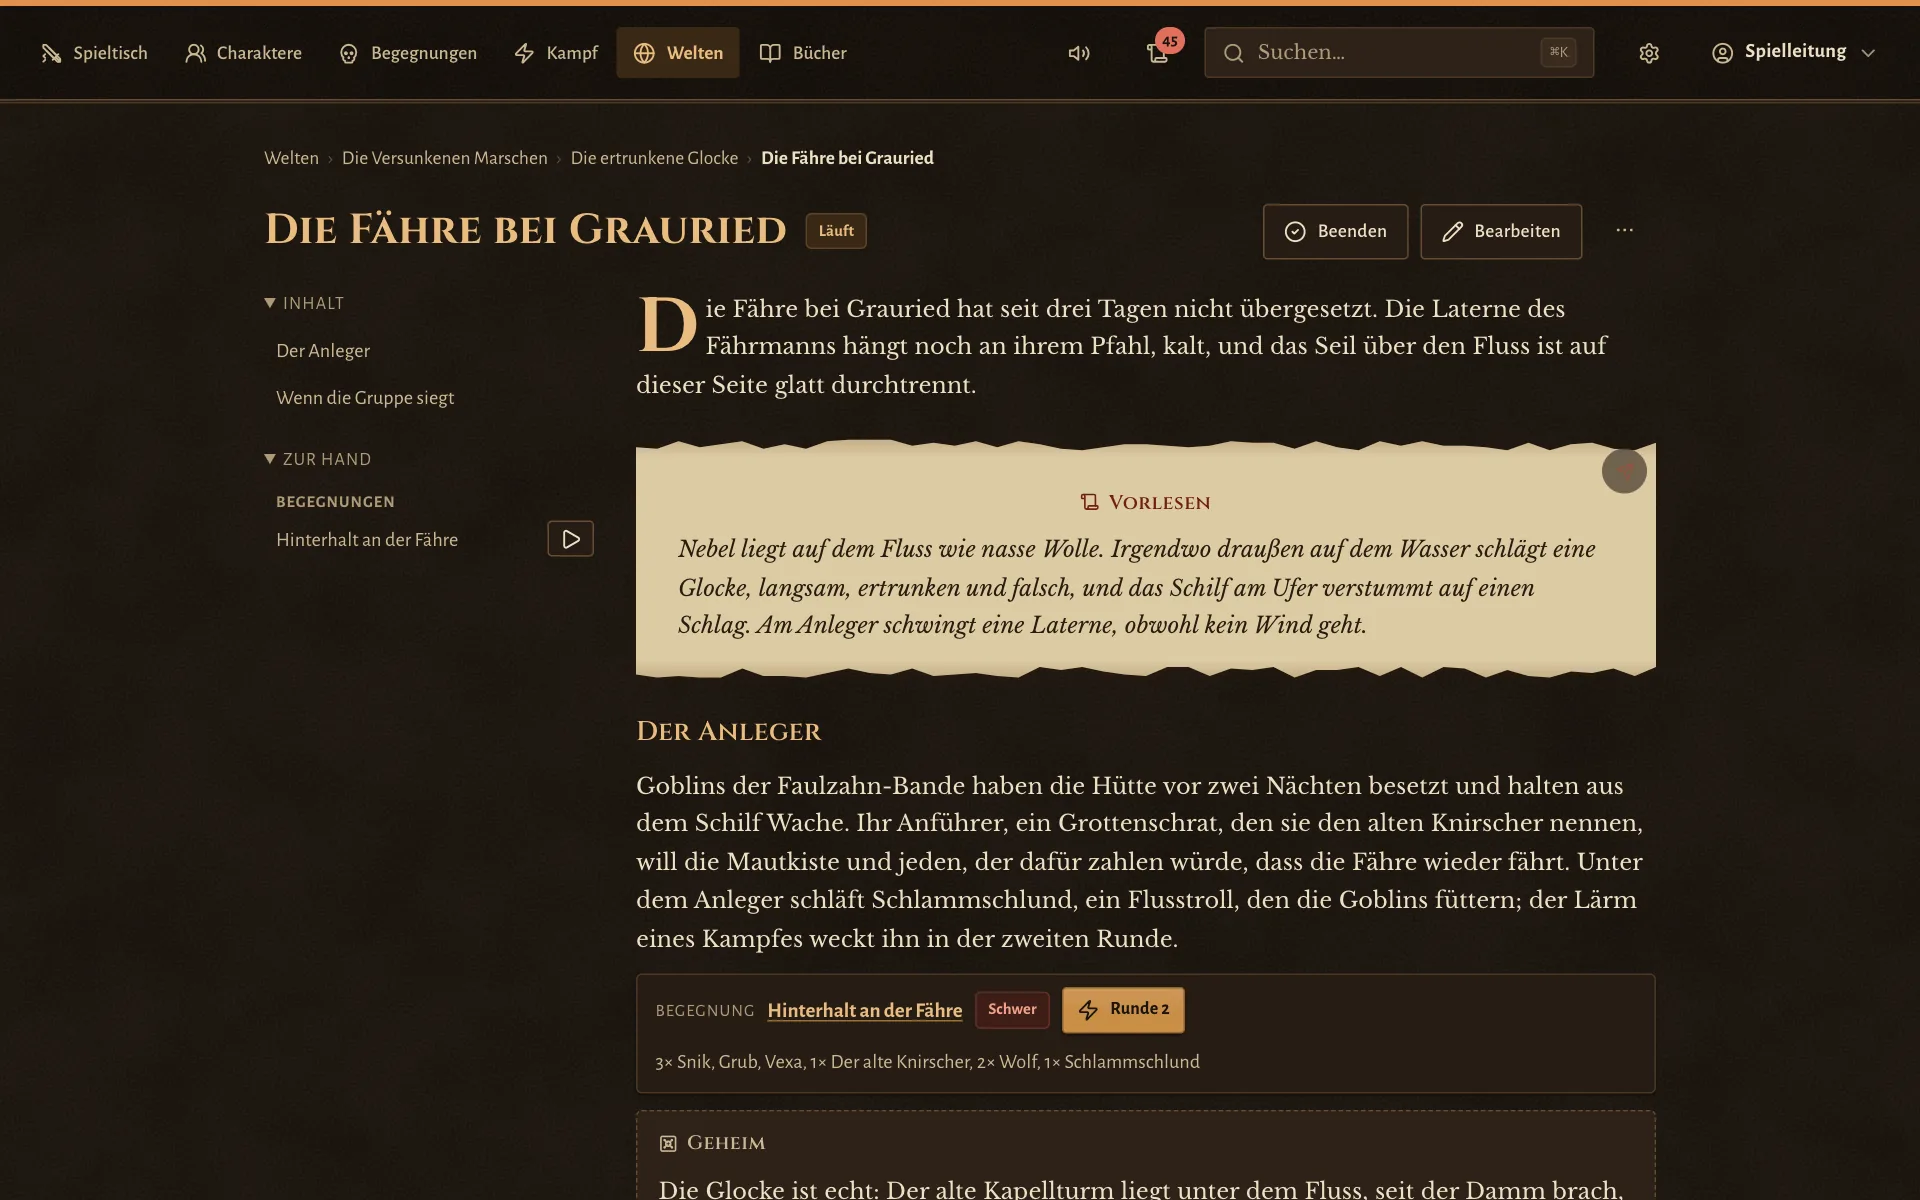 Spieltisch
Charaktere
Begegnungen
Kampf
Welten
Bücher
45
Suchen...
⌘K
Spielleitung
Welten › Die Versunkenen Marschen › Die ertrunkene Glocke › Die Fähre bei Grauried
Die Fähre bei Grauried
Läuft
Beenden
Bearbeiten
...
▼ INHALT
Der Anleger
Wenn die Gruppe siegt
▼ ZUR HAND
BEGEGNUNGEN
Hinterhalt an der Fähre
Die Fähre bei Grauried hat seit drei Tagen nicht übergesetzt. Die Laterne des
Fährmanns hängt noch an ihrem Pfahl, kalt, und das Seil über den Fluss ist auf
dieser Seite glatt durchtrennt.
Vorlesen
Nebel liegt auf dem Fluss wie nasse Wolle. Irgendwo draußen auf dem Wasser schlägt eine
Glocke, langsam, ertrunken und falsch, und das Schilf am Ufer verstummt auf einen
Schlag. Am Anleger schwingt eine Laterne, obwohl kein Wind geht.
Der Anleger
Goblins der Faulzahn-Bande haben die Hütte vor zwei Nächten besetzt und halten aus
dem Schilf Wache. Ihr Anführer, ein Grottenschrat, den sie den alten Knirscher nennen,
will die Mautkiste und jeden, der dafür zahlen würde, dass die Fähre wieder fährt. Unter
dem Anleger schläft Schlammschlund, ein Flusstroll, den die Goblins füttern; der Lärm
eines Kampfes weckt ihn in der zweiten Runde.
BEGEGNUNG Hinterhalt an der Fähre Schwer Runde 2
3× Snik, Grub, Vexa, 1× Der alte Knirscher, 2× Wolf, 1× Schlammschlund
Geheim
Die Glocke ist echt: Der alte Kapellturm liegt unter dem Fluss, seit der Damm brach,